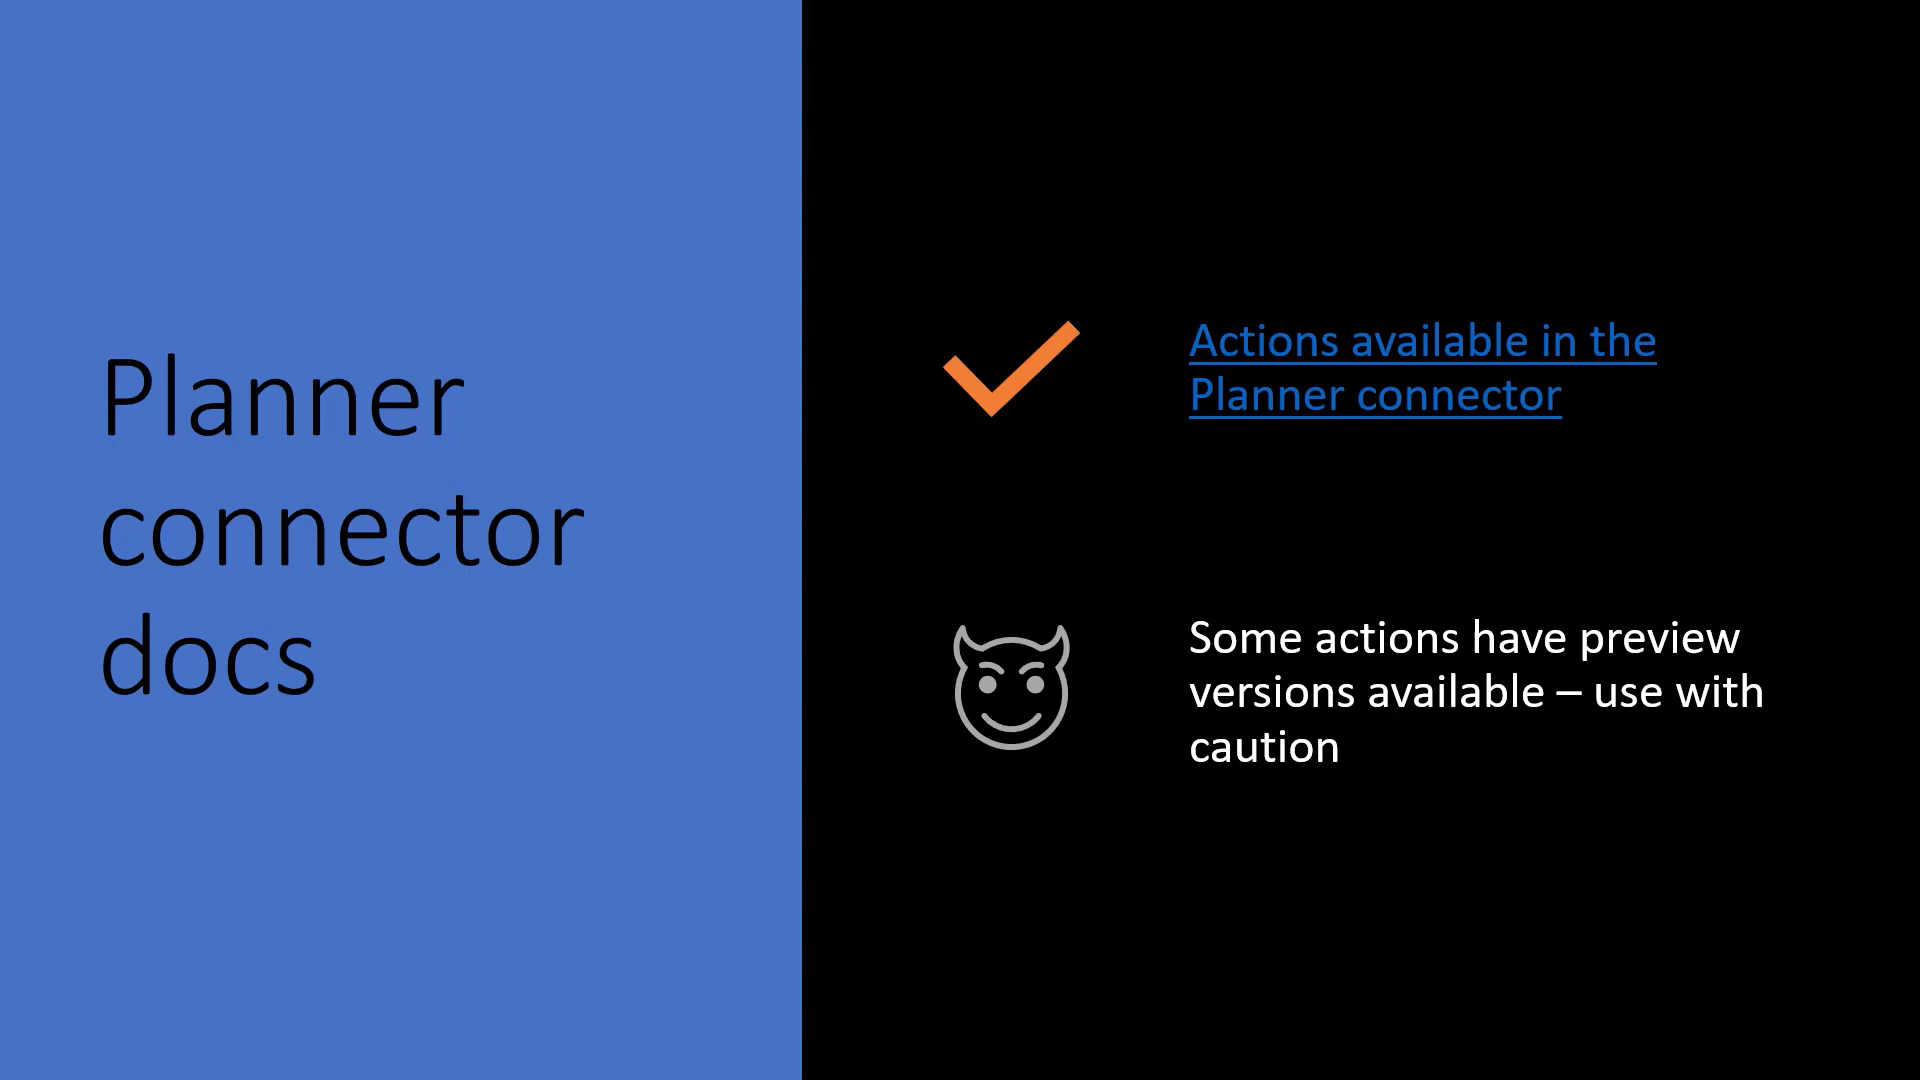 Planner
connector
docs
Actions available in the
Planner connector
Some actions have preview
versions available – use with
caution